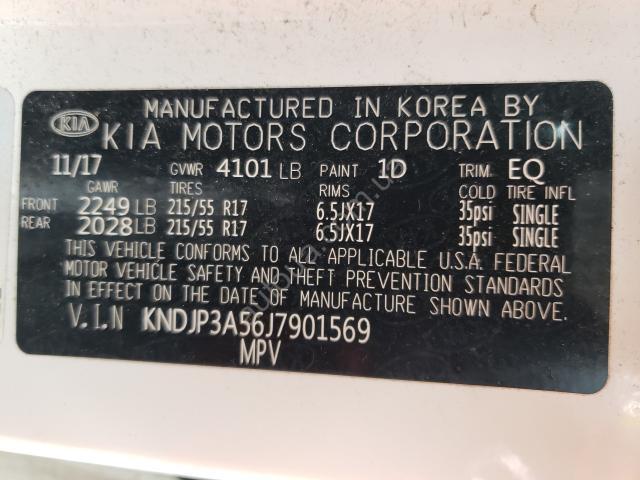 MANUFACTURED IN KOREA BY
KIA KIA MOTORS CORPORATION
11/17 GVWR 4101 LB PAINT 1D TRIM EQ
GAWR TIRES RIMS COLD TIRE INFL
FRONT 2249 LB 215/55 R17 6.5JX17 35psi SINGLE
REAR 2028 LB 215/55 R17 6.5JX17 35psi SINGLE
THIS VEHICLE CONFORMS TO ALL APPLICABLE U.S.A. FEDERAL
MOTOR VEHICLE SAFETY AND THEFT PREVENTION STANDARDS
IN EFFECT ON THE DATE OF MANUFACTURE SHOWN ABOVE.
V.I.N KNDJP3A56J7901569
MPV